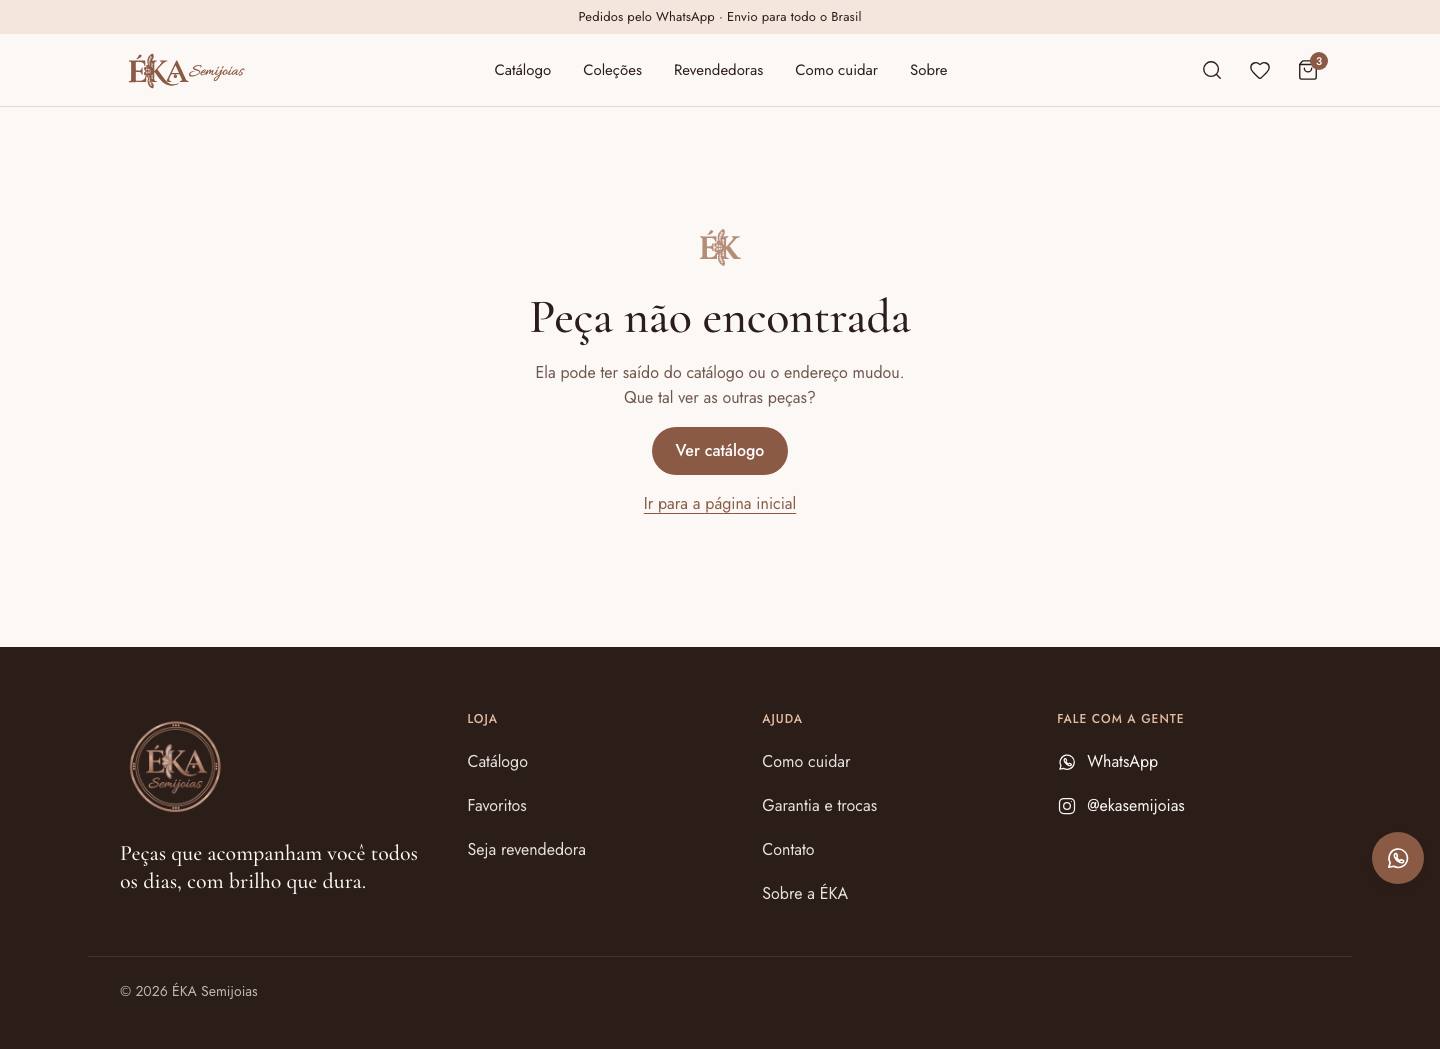 Pedidos pelo WhatsApp · Envio para todo o Brasil
ÉKA Semijoias
Catálogo
Coleções
Revendedoras
Como cuidar
Sobre
3
ÉK
Peça não encontrada
Ela pode ter saído do catálogo ou o endereço mudou.
Que tal ver as outras peças?
Ver catálogo
Ir para a página inicial
ÉKA
Semijoias
Peças que acompanham você todos
os dias, com brilho que dura.
LOJA
Catálogo
Favoritos
Seja revendedora
AJUDA
Como cuidar
Garantia e trocas
Contato
Sobre a ÉKA
FALE COM A GENTE
WhatsApp
@ekasemijoias
© 2026 ÉKA Semijoias